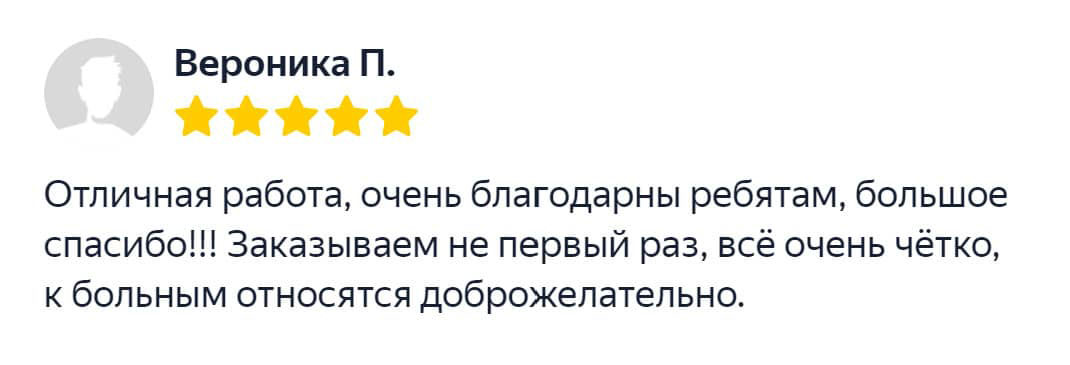 Вероника П.
Отличная работа, очень благодарны ребятам, большое
спасибо!!! Заказываем не первый раз, всё очень чётко,
к больным относятся доброжелательно.